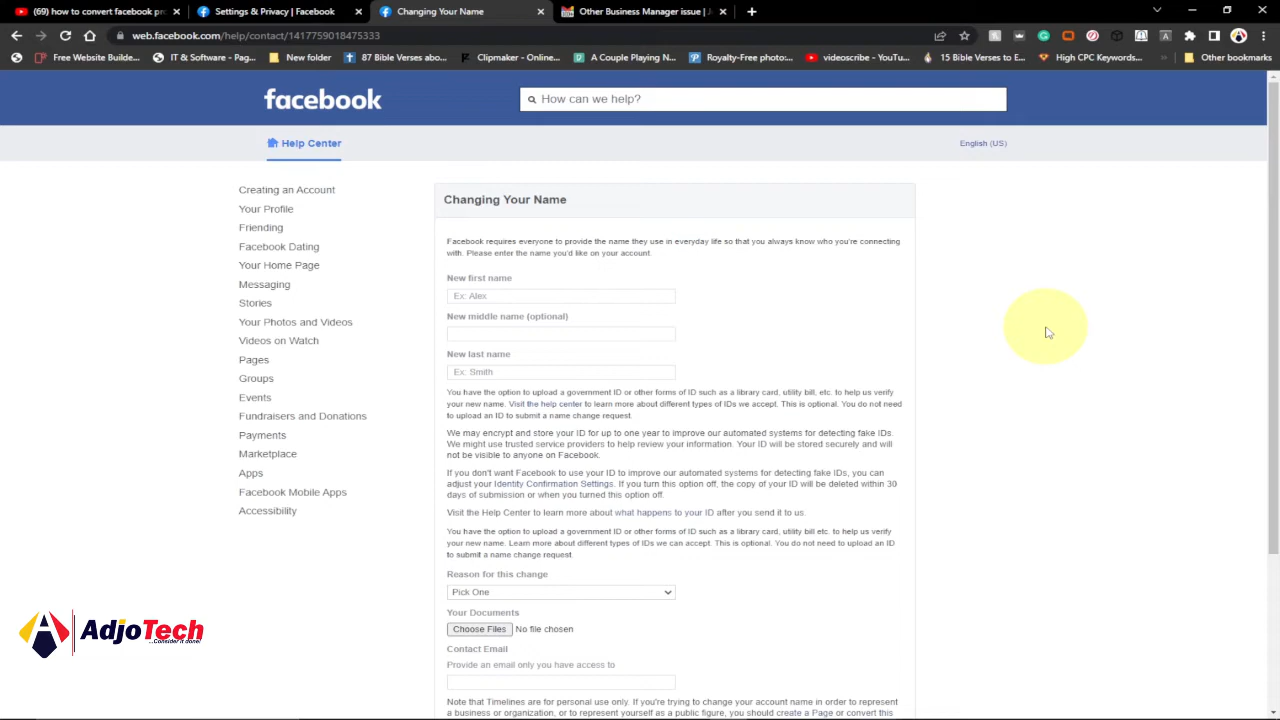 (69) how to convert facebook pro
Settings & Privacy | Facebook
Changing Your Name
Other Business Manager issue | A
web.facebook.com/help/contact/1417759018475333
Free Website Builde...
IT & Software - Pag...
New folder
87 Bible Verses abo...
Clipmaker - Onlin...
A Couple Playing N...
Royalty-Free photo:...
videoscribe - YouTu...
15 Bible Verses to E...
High CPC Keywords...
Other bookmarks
facebook
How can we help?
Help Center
English (US)
Creating an Account
Your Profile
Friending
Facebook Dating
Your Home Page
Messaging
Stories
Your Photos and Videos
Videos on Watch
Pages
Groups
Events
Fundraisers and Donations
Payments
Marketplace
Apps
Facebook Mobile Apps
Accessibility
Changing Your Name
Facebook requires everyone to provide the name they use in everyday life so that you always know who you're connecting
with. Please enter the name you'd like on your account.
New first name
Ex: Alex
New middle name (optional)
New last name
Ex: Smith
You have the option to upload a government ID or other forms of ID such as a library card, utility bill, etc. to help us verify
your new name. Visit the help center to learn more about different types of IDs we accept. This is optional. You do not need
to upload an ID to submit a name change request.
We may encrypt and store your ID for up to one year to improve our automated systems for detecting fake IDs.
We might use trusted service providers to help review your information. Your ID will be stored securely and will
not be visible to anyone on Facebook.
If you don't want Facebook to use your ID to improve our automated systems for detecting fake IDs, you can
adjust your Identity Confirmation Settings. If you turn this option off, the copy of your ID will be deleted within 30
days of submission or when you turned this option off.
Visit the Help Center to learn more about what happens to your ID after you send it to us.
You have the option to upload a government ID or other forms of ID such as a library card, utility bill etc. to help us verify
your new name. Learn more about different types of IDs we can accept. This is optional. You do not need to upload an ID
to submit a name change request.
Reason for this change
Pick One
Your Documents
Choose Files No file chosen
Contact Email
Provide an email only you have access to
Note that Timelines are for personal use only. If you're trying to change your account name in order to represent
a business or organization, or to represent yourself as a public figure, you should create a Page or convert this
AdjoTech
...Consider it done!